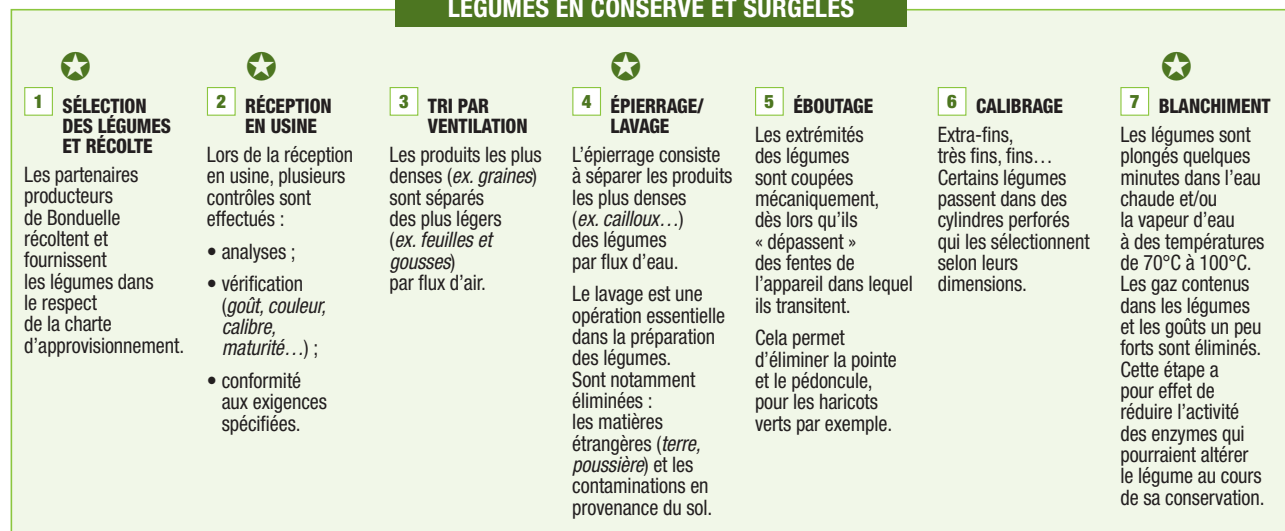 LÉGUMES EN CONSERVE ET SURGELÉS
1 SÉLECTION
DES LÉGUMES
ET RÉCOLTE
Les partenaires
producteurs
de Bonduelle
récoltent et
fournissent
les légumes dans
le respect
de la charte
d’approvisionnement.
2 RÉCEPTION
EN USINE
Lors de la réception
en usine, plusieurs
contrôles sont
effectués :
• analyses ;
• vérification
(goût, couleur,
calibre,
maturité…) ;
• conformité
aux exigences
spécifiées.
3 TRI PAR
VENTILATION
Les produits les plus
denses (ex. graines)
sont séparés
des plus légers
(ex. feuilles et
gousses)
par flux d’air.
4 ÉPIERRAGE/
LAVAGE
L’épierrage consiste
à séparer les produits
les plus denses
(ex. cailloux…)
des légumes
par flux d’eau.
Le lavage est une
opération essentielle
dans la préparation
des légumes.
Sont notamment
éliminées :
les matières
étrangères (terre,
poussière) et les
contaminations en
provenance du sol.
5 ÉBOUTAGE
Les extrémités
des légumes
sont coupées
mécaniquement,
dès lors qu’ils
« dépassent »
des fentes de
l’appareil dans lequel
ils transitent.
Cela permet
d’éliminer la pointe
et le pédoncule,
pour les haricots
verts par exemple.
6 CALIBRAGE
Extra-fins,
très fins, fins…
Certains légumes
passent dans des
cylindres perforés
qui les sélectionnent
selon leurs
dimensions.
7 BLANCHIMENT
Les légumes sont
plongés quelques
minutes dans l’eau
chaude et/ou
la vapeur d’eau
à des températures
de 70°C à 100°C.
Les gaz contenus
dans les légumes
et les goûts un peu
forts sont éliminés.
Cette étape a
pour effet de
réduire l’activité
des enzymes qui
pourraient altérer
le légume au cours
de sa conservation.